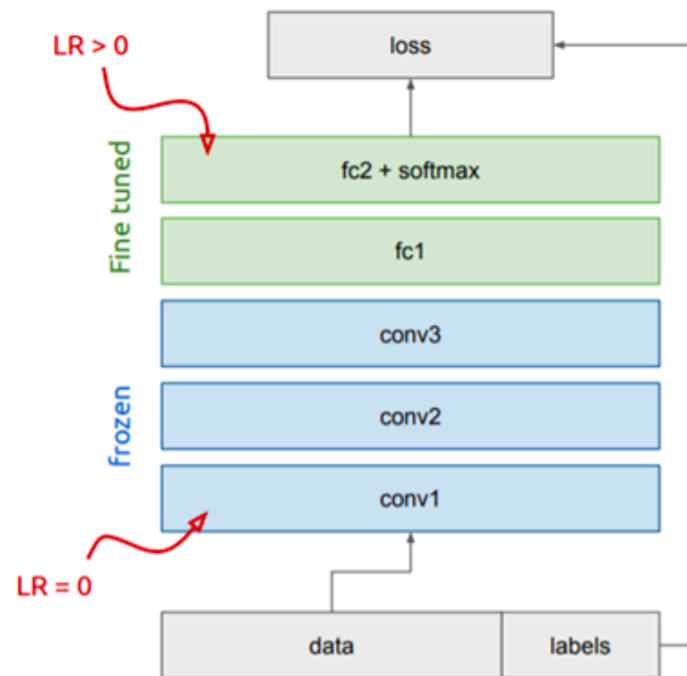 LR > 0
loss
Fine tuned
fc2 + softmax
fc1
conv3
frozen
conv2
conv1
LR = 0
data
labels